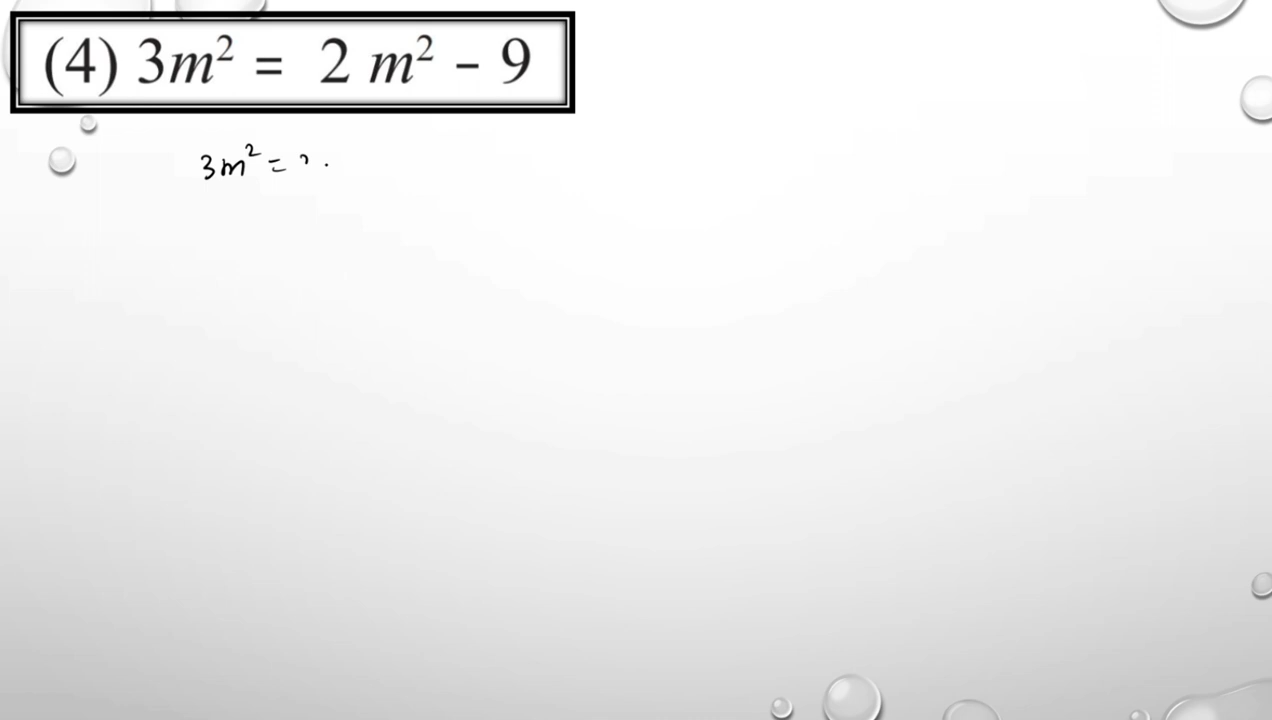 (4) 3m² = 2 m² − 9
3m² =